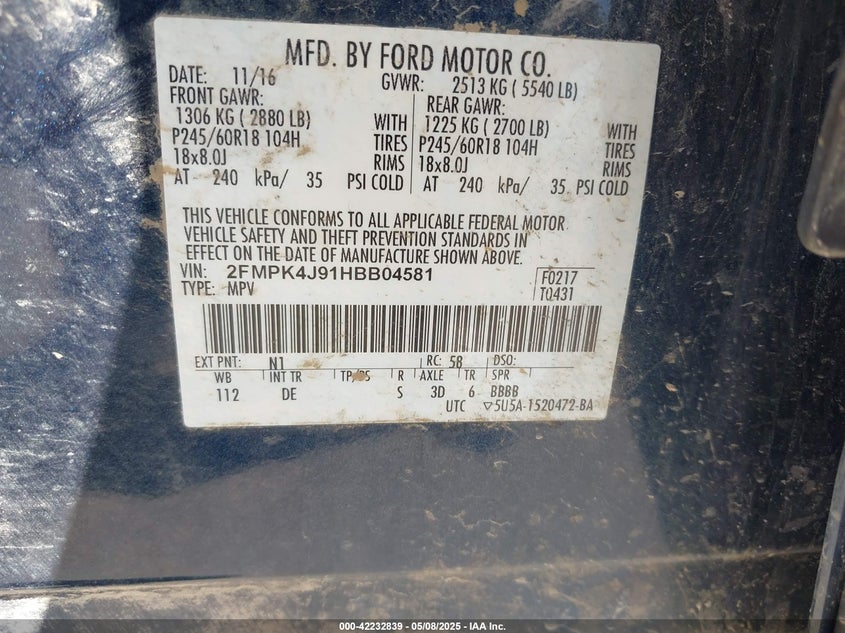 MFD. BY FORD MOTOR CO.
DATE: 11/16 GVWR: 2513 KG ( 5540 LB)
FRONT GAWR: REAR GAWR:
1306 KG ( 2880 LB) WITH 1225 KG ( 2700 LB) WITH
P245/60R18 104H TIRES P245/60R18 104H TIRES
18x8.0J RIMS 18x8.0J RIMS
AT 240 kPa/ 35 PSI COLD AT 240 kPa/ 35 PSI COLD
THIS VEHICLE CONFORMS TO ALL APPLICABLE FEDERAL MOTOR
VEHICLE SAFETY AND THEFT PREVENTION STANDARDS IN
EFFECT ON THE DATE OF MANUFACTURE SHOWN ABOVE.
VIN: 2FMPK4J91HBB04581 F0217
TYPE: MPV T0431
EXT PNT: N1 RC: 58 DSO:
WB INT TR TP/PS R AXLE TR SPR
112 DE S 3D 6 BBBB
UTC ▽5U5A-1520472-BA
000-42232839 - 05/08/2025 - IAA Inc.